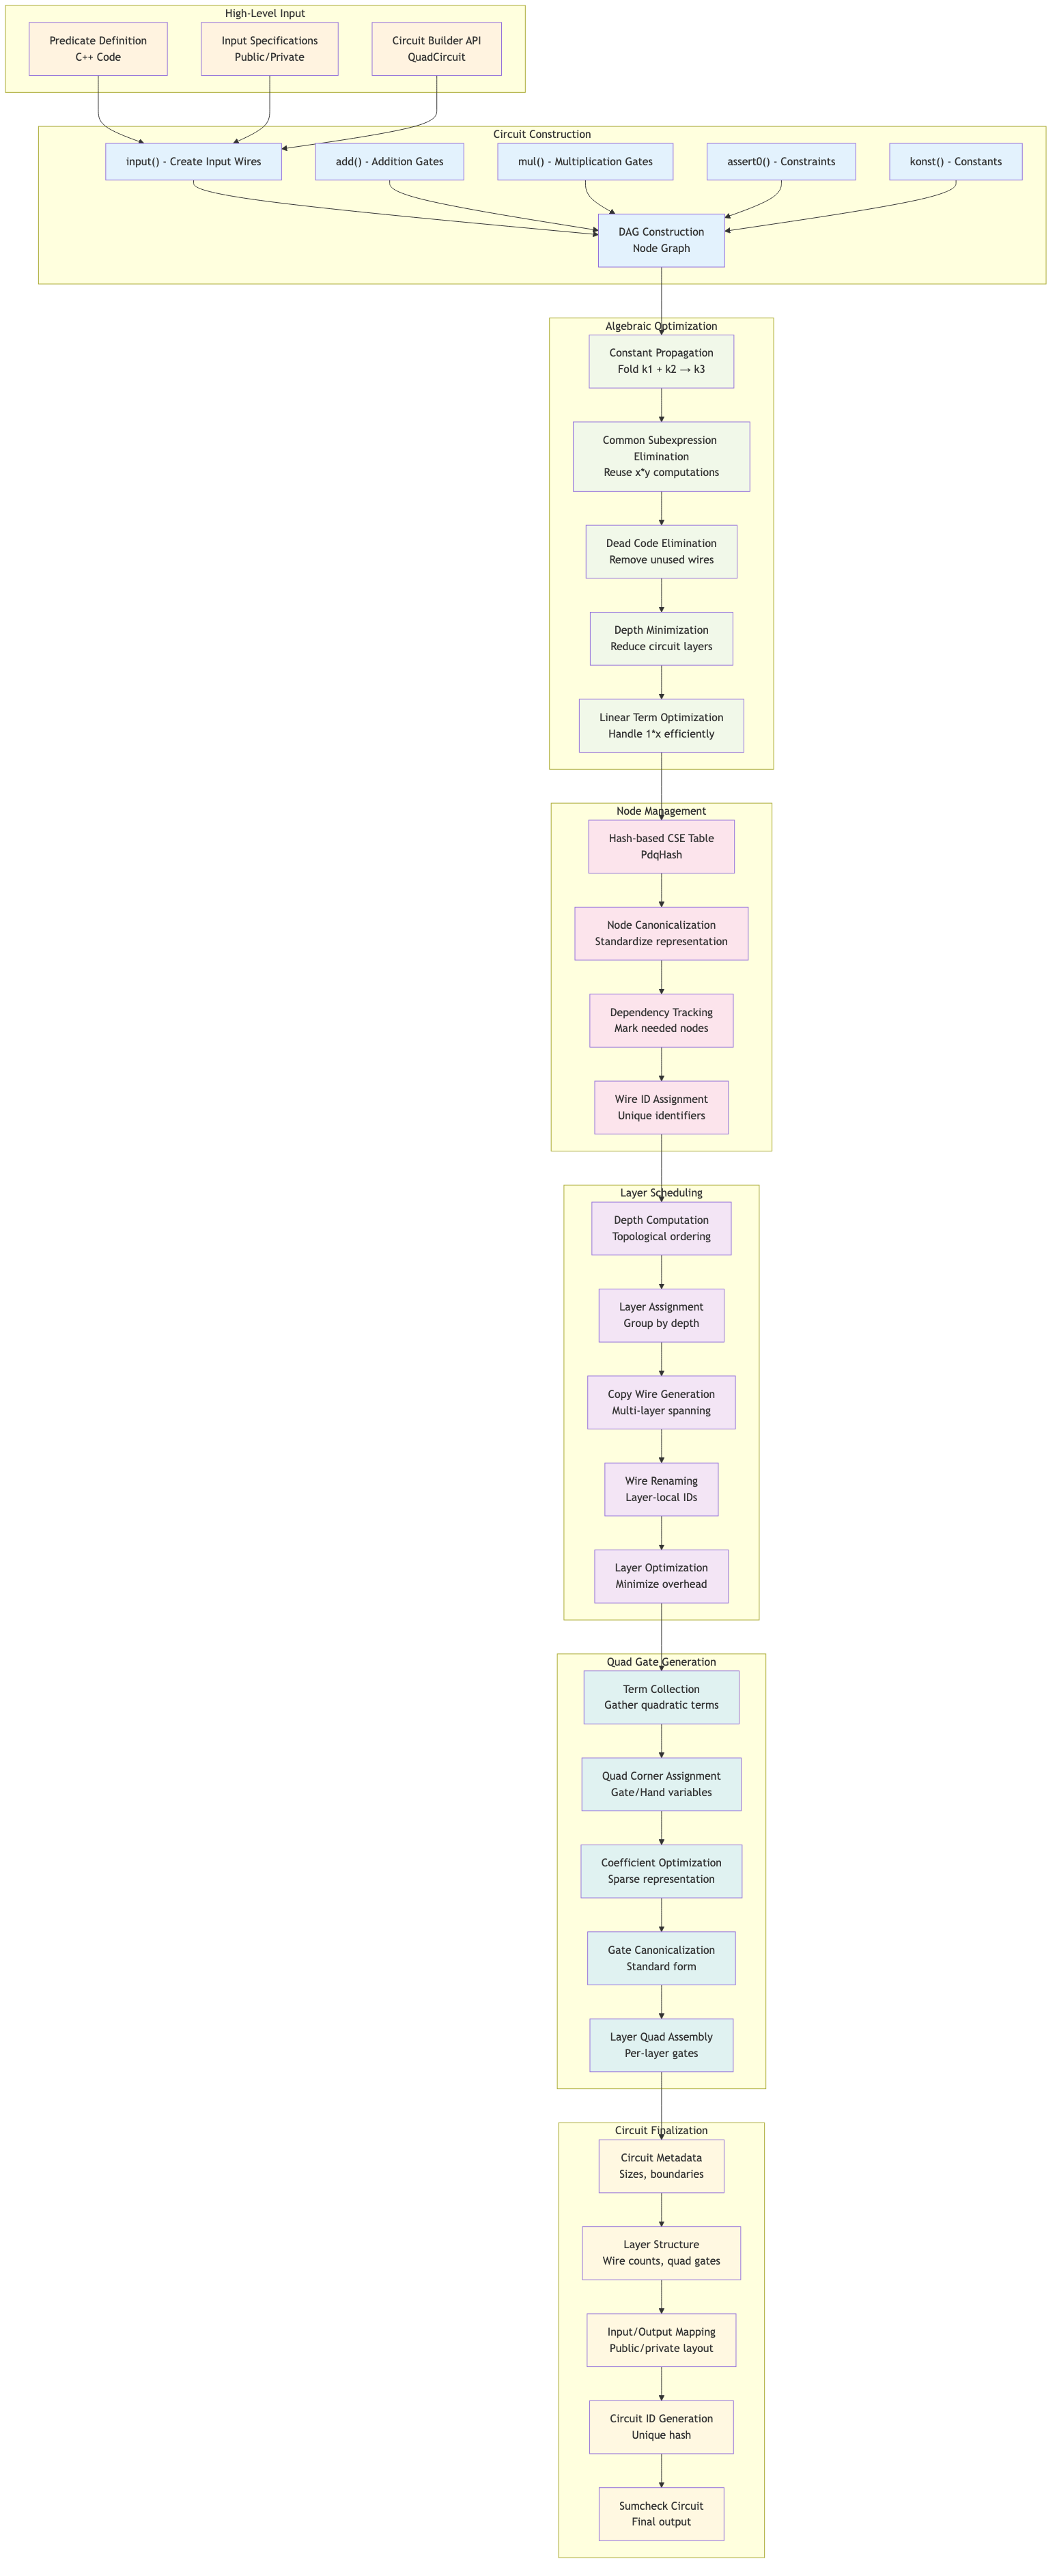 High-Level Input
Predicate Definition
C++ Code
Input Specifications
Public/Private
Circuit Builder API
QuadCircuit
Circuit Construction
input() - Create Input Wires
add() - Addition Gates
mul() - Multiplication Gates
assert0() - Constraints
konst() - Constants
DAG Construction
Node Graph
Algebraic Optimization
Constant Propagation
Fold k1 + k2 → k3
Common Subexpression
Elimination
Reuse x*y computations
Dead Code Elimination
Remove unused wires
Depth Minimization
Reduce circuit layers
Linear Term Optimization
Handle 1*x efficiently
Node Management
Hash-based CSE Table
PdqHash
Node Canonicalization
Standardize representation
Dependency Tracking
Mark needed nodes
Wire ID Assignment
Unique identifiers
Layer Scheduling
Depth Computation
Topological ordering
Layer Assignment
Group by depth
Copy Wire Generation
Multi-layer spanning
Wire Renaming
Layer-local IDs
Layer Optimization
Minimize overhead
Quad Gate Generation
Term Collection
Gather quadratic terms
Quad Corner Assignment
Gate/Hand variables
Coefficient Optimization
Sparse representation
Gate Canonicalization
Standard form
Layer Quad Assembly
Per-layer gates
Circuit Finalization
Circuit Metadata
Sizes, boundaries
Layer Structure
Wire counts, quad gates
Input/Output Mapping
Public/private layout
Circuit ID Generation
Unique hash
Sumcheck Circuit
Final output